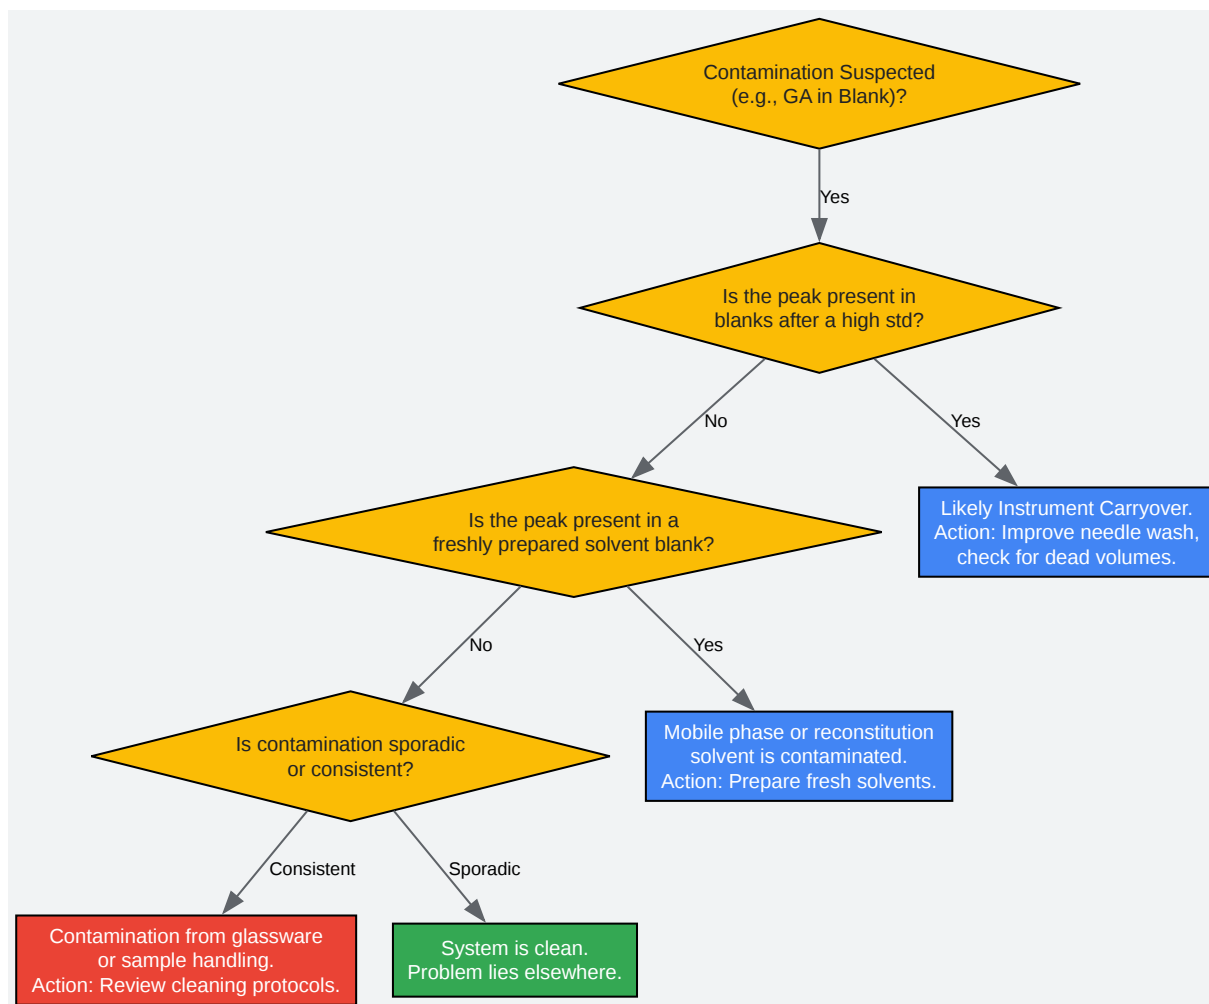 Contamination Suspected
(e.g., GA in Blank)?
Yes
Is the peak present in
blanks after a high std?
No
Yes
Likely Instrument Carryover.
Action: Improve needle wash,
check for dead volumes.
Is the peak present in a
freshly prepared solvent blank?
No
Yes
Mobile phase or reconstitution
solvent is contaminated.
Action: Prepare fresh solvents.
Is contamination sporadic
or consistent?
Consistent
Sporadic
Contamination from glassware
or sample handling.
Action: Review cleaning protocols.
System is clean.
Problem lies elsewhere.